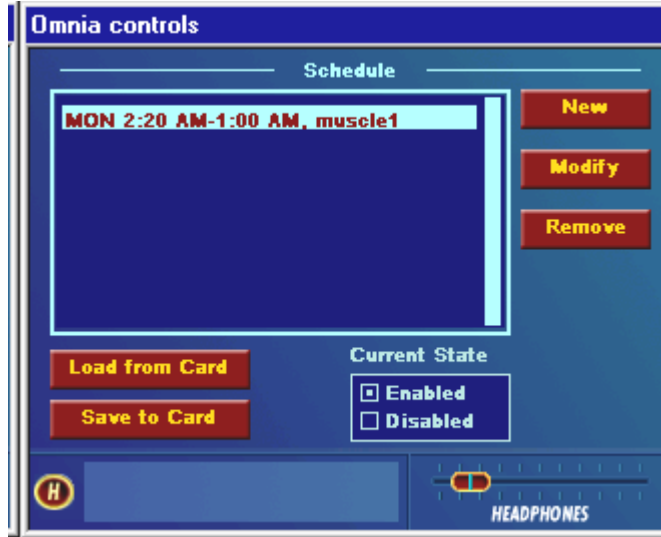 Omnia controls
Schedule
MON 2:20 AM-1:00 AM, muscle1
New
Modify
Remove
Load from Card
Save to Card
Current State
Enabled
Disabled
H
HEADPHONES